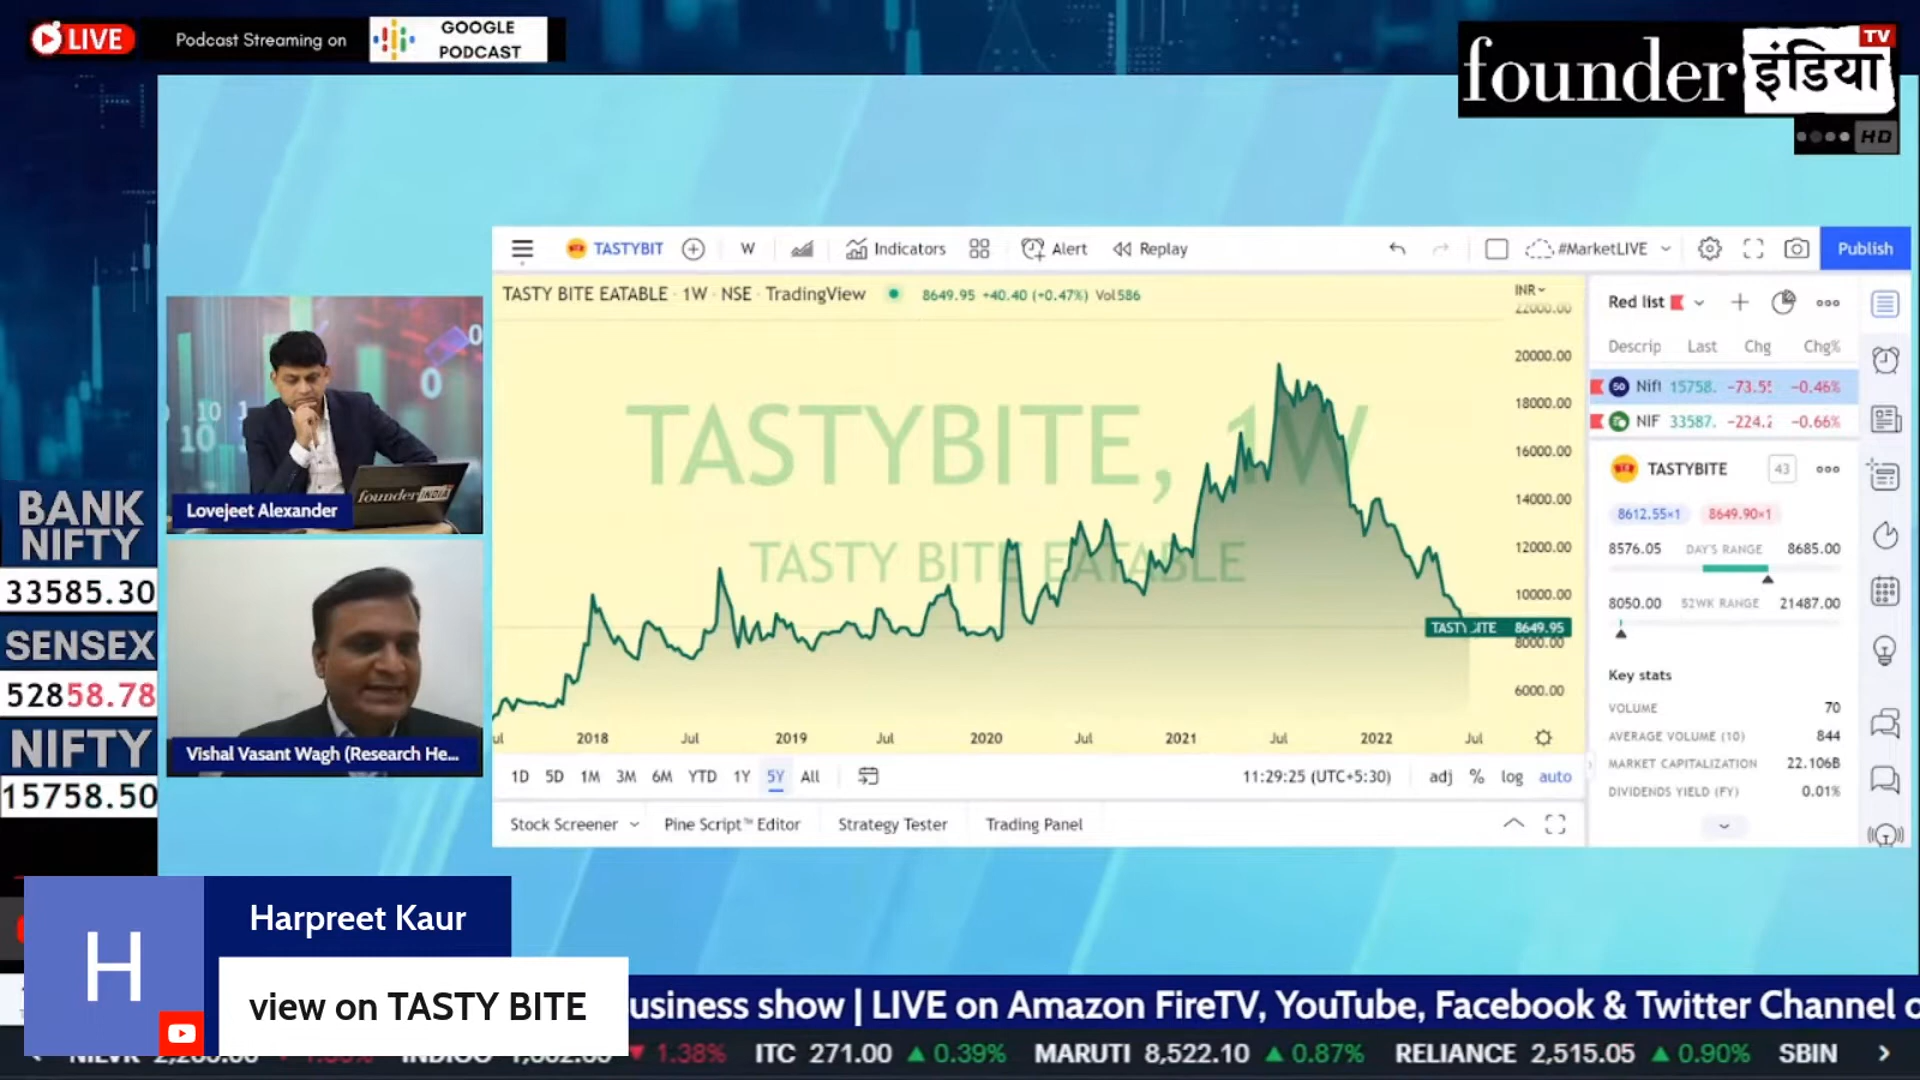 LIVE
Podcast Streaming on
GOOGLE
PODCAST
founder इंडिया
TV
HD
TASTYBIT
W
Indicators
Alert
Replay
#MarketLIVE
Publish
TASTY BITE EATABLE · 1W · NSE · TradingView
8649.95 +40.40 (+0.47%) Vol586
INR
22000.00
20000.00
18000.00
16000.00
14000.00
12000.00
10000.00
8000.00
6000.00
TASTYBITE, 1W
TASTY BITE EATABLE
8649.95
2018 Jul 2019 Jul 2020 Jul 2021 Jul 2022 Jul
1D 5D 1M 3M 6M YTD 1Y 5Y All
11:29:25 (UTC+5:30)
adj % log auto
Stock Screener
Pine Script™ Editor
Strategy Tester
Trading Panel
Red list
Descrip Last Chg Chg%
50 Nift 15758. -73.55 -0.46%
NIF 33587. -224.2 -0.66%
TASTYBITE
43
8612.55×1 8649.90×1
8576.05 DAY'S RANGE 8685.00
8050.00 52WK RANGE 21487.00
Key stats
VOLUME 70
AVERAGE VOLUME (10) 844
MARKET CAPITALIZATION 22.106B
DIVIDENDS YIELD (FY) 0.01%
founder INDIA
Lovejeet Alexander
Vishal Vasant Wagh (Research He...
BANK
NIFTY
33585.30
SENSEX
52858.78
NIFTY
15758.50
H
Harpreet Kaur
view on TASTY BITE
usiness show | LIVE on Amazon FireTV, YouTube, Facebook & Twitter Channel o
INDIGO 1.38% ITC 271.00 0.39% MARUTI 8,522.10 0.87% RELIANCE 2,515.05 0.90% SBIN